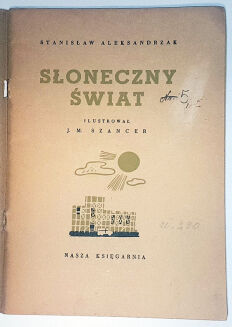 STANISŁAW ALEKSANDRZAK
SŁONECZNY
ŚWIAT
ILUSTROWAŁ
J. M. SZANCER
NASZA KSIĘGARNIA